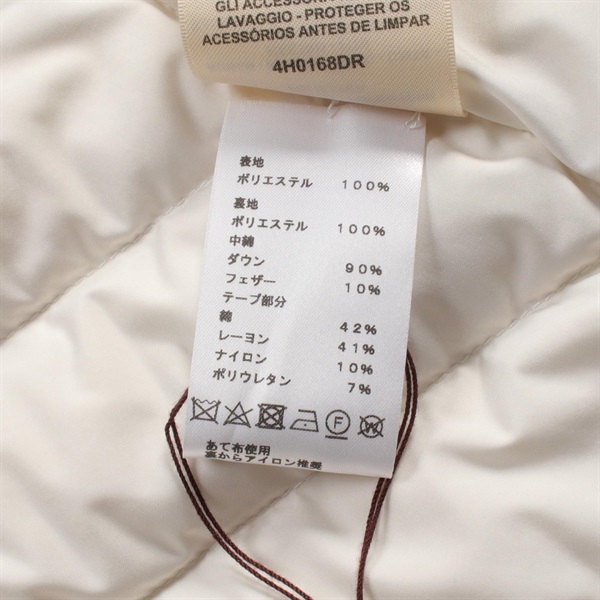 GLI ACCESSORI
LAVAGGIO - PROTEGER OS
ACESSÓRIOS ANTES DE LIMPAR
4H0168DR
表地
ポリエステル 100%
裏地
ポリエステル 100%
中綿
ダウン 90%
フェザー 10%
テープ部分
綿 42%
レーヨン 41%
ナイロン 10%
ポリウレタン 7%
F W
あて布使用
裏からアイロン推奨